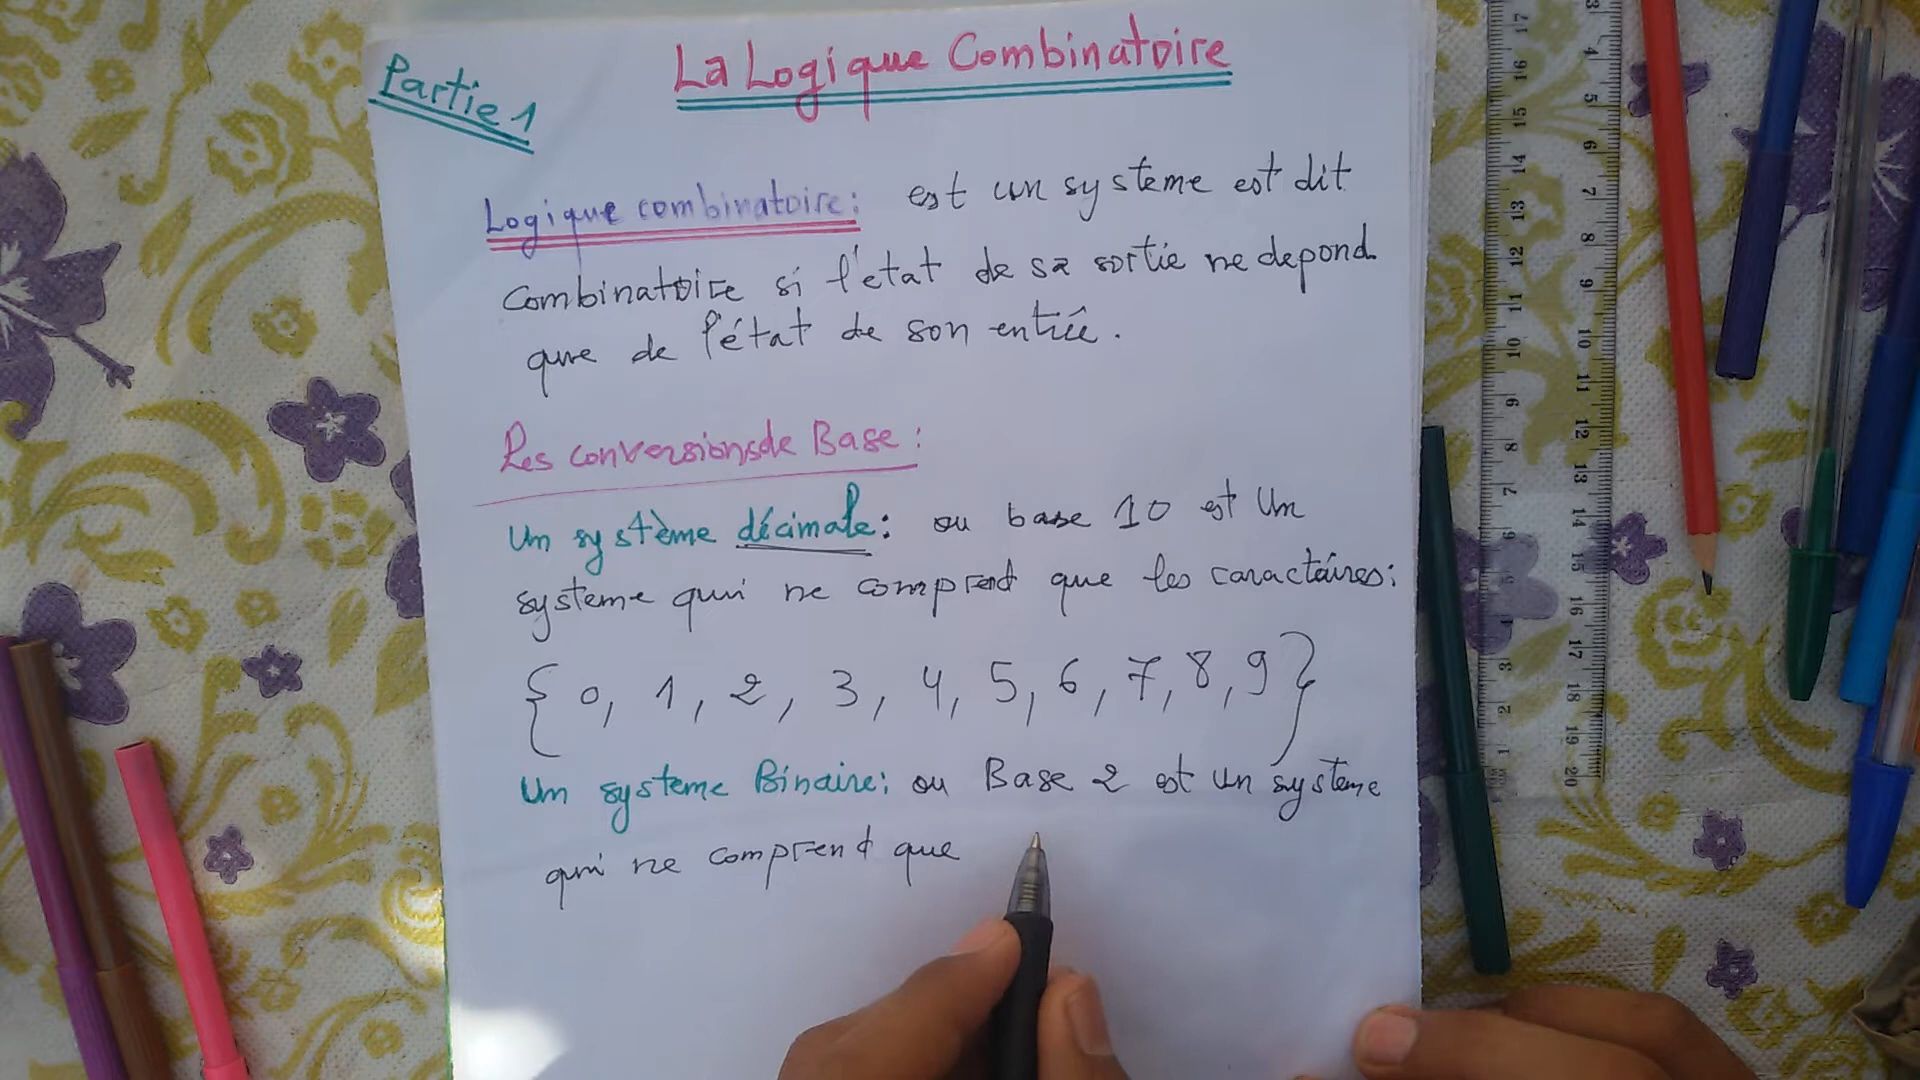 Partie 1
La Logique Combinatoire
Logique combinatoire: est un systeme est dit
Combinatoire si l'etat de sa sortie ne depond
que de l'état de son entrée.
Les conversions de Base :
Un système décimale: ou base 10 est Un
systeme qui ne comprend que les caractaires:
{ 0, 1, 2, 3, 4, 5, 6, 7, 8, 9 }
Un systeme Binaire: ou Base 2 est Un systeme
qui ne comprend que